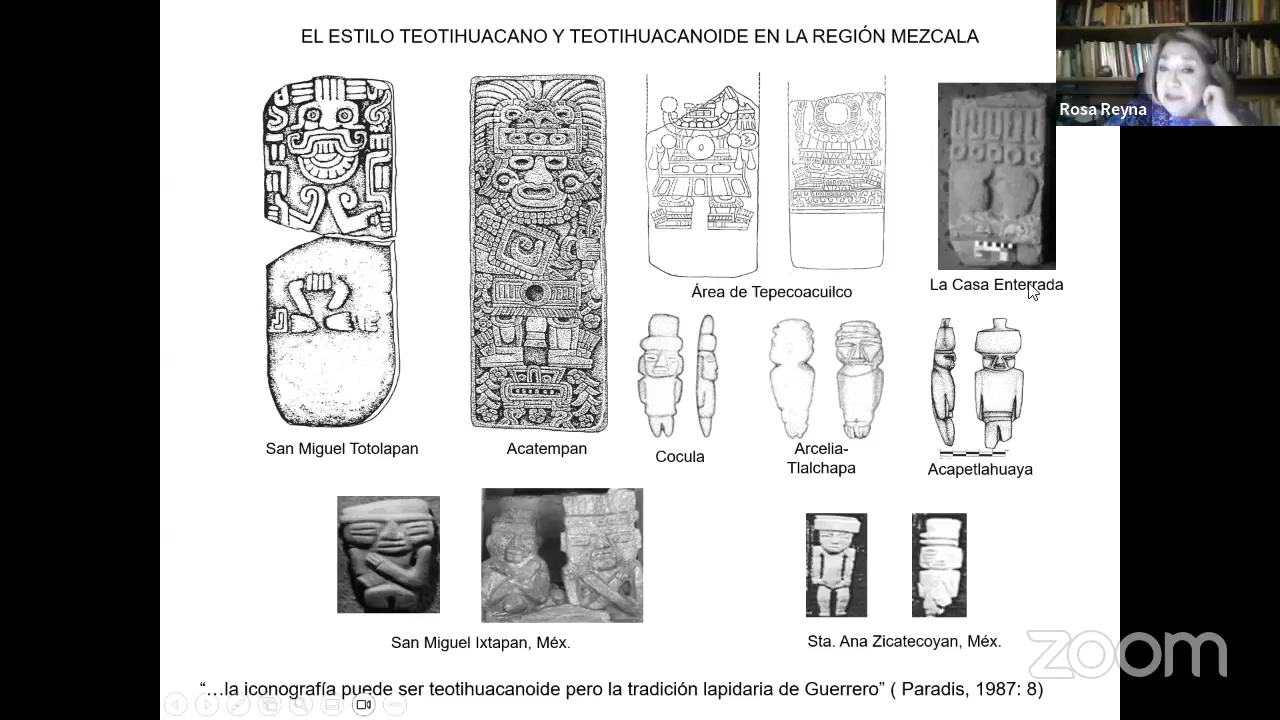 EL ESTILO TEOTIHUACANO Y TEOTIHUACANOIDE EN LA REGIÓN MEZCALA
Rosa Reyna
La Casa Enterrada
Área de Tepecoacuilco
San Miguel Totolapan
Acatempan
Cocula
Arcelia-
Tlalchapa
Acapetlahuaya
San Miguel Ixtapan, Méx.
Sta. Ana Zicatecoyan, Méx.
zoom
“…la iconografía puede ser teotihuacanoide pero la tradición lapidaria de Guerrero” ( Paradis, 1987: 8)